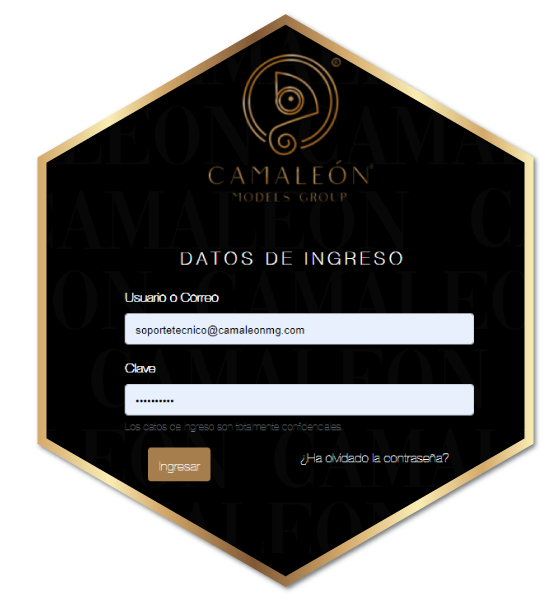 ®
CAMALEÓN®
MODELS GROUP
DATOS DE INGRESO
Usuario o Correo
soportetecnico@camaleonmg.com
Clave
••••••••••
Los datos de ingreso son totamente confidenciales.
Ingresar
¿Ha olvidado la contraseña?